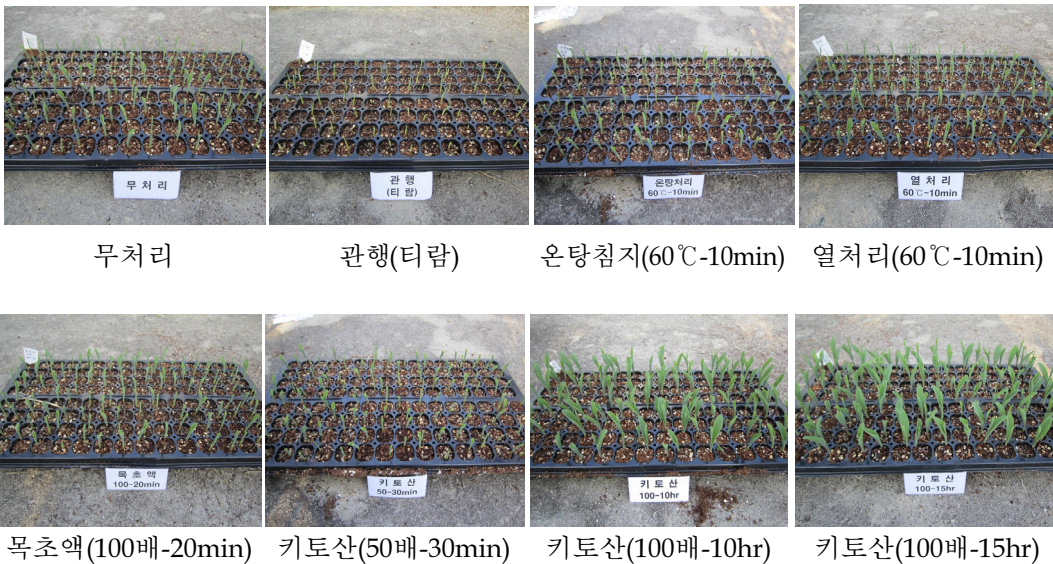 무처리
관행
(티람)
온탕처리
60℃-10min
열처리
60℃-10min
무처리
관행(티람)
온탕침지(60℃-10min)
열처리(60℃-10min)
목초액
100-20min
키토산
50-30min
키토산
100-10hr
키토산
100-15hr
목초액(100배-20min)
키토산(50배-30min)
키토산(100배-10hr)
키토산(100배-15hr)